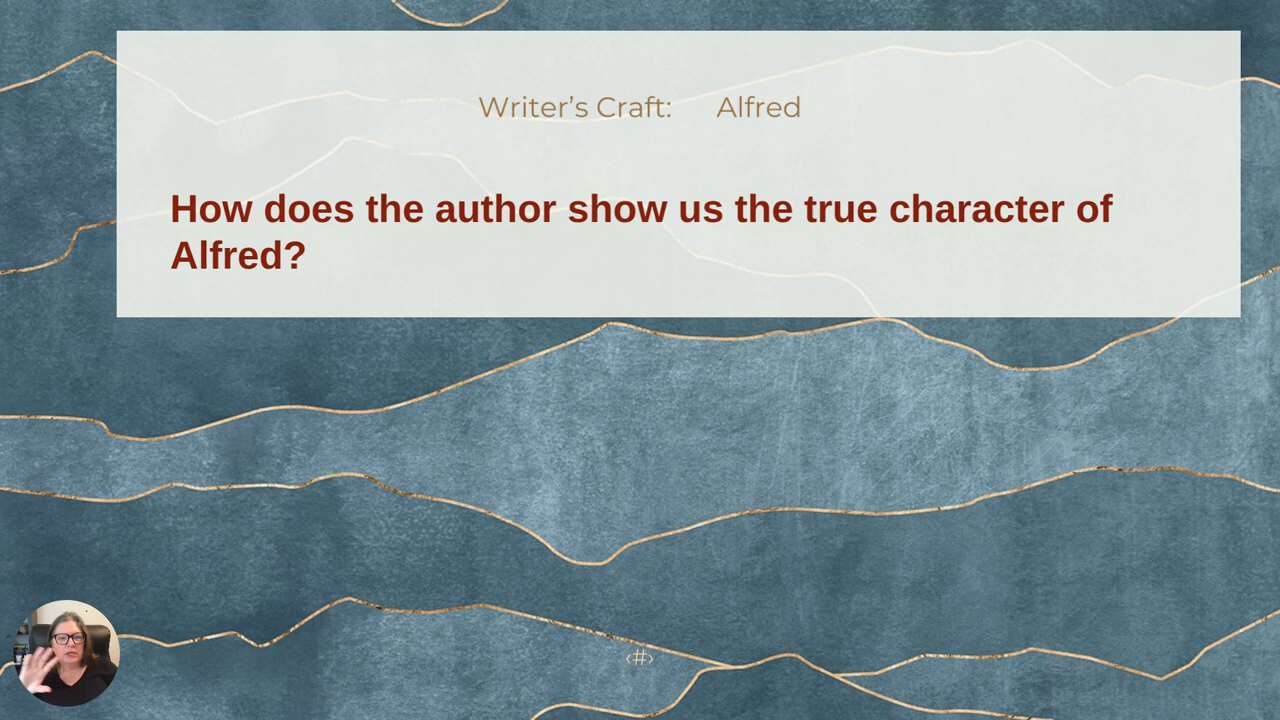 Writer’s Craft: Alfred
How does the author show us the true character of
Alfred?
‹#›